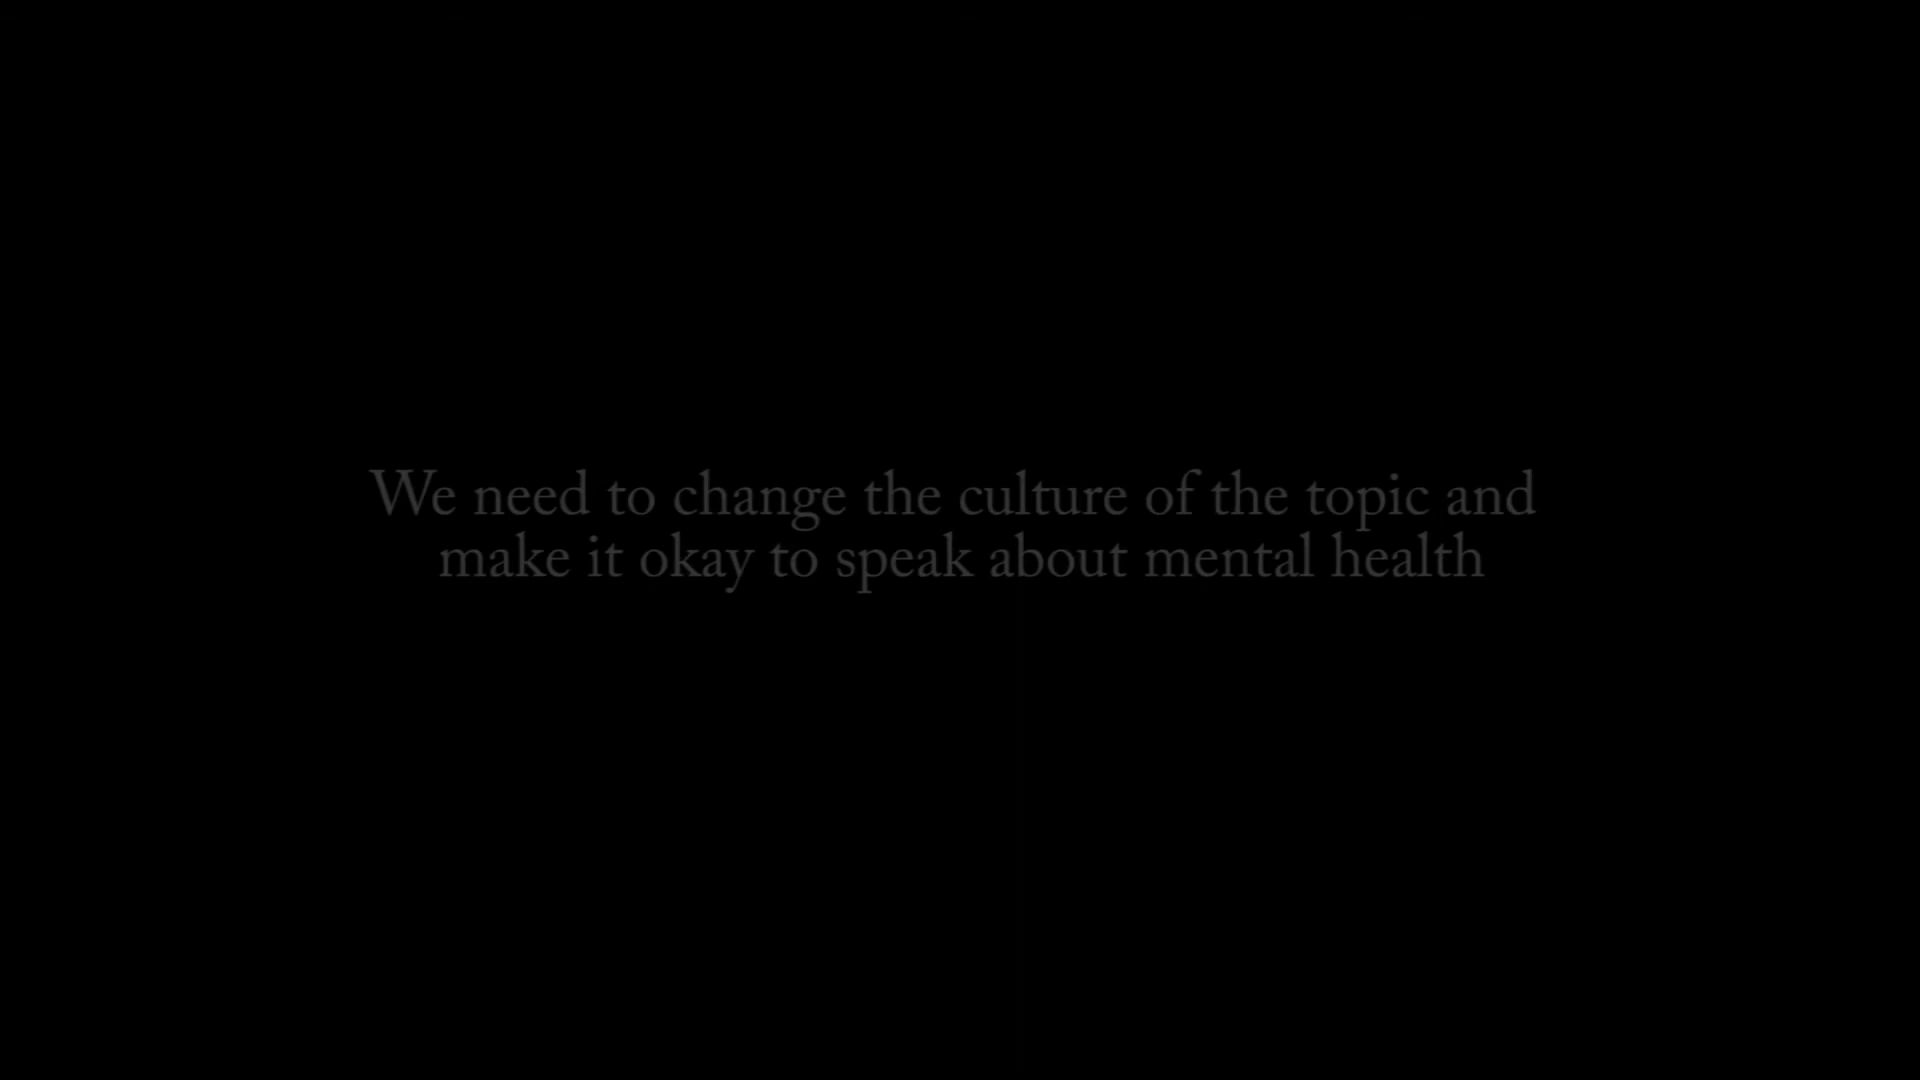 We need to change the culture of the topic and
make it okay to speak about mental health